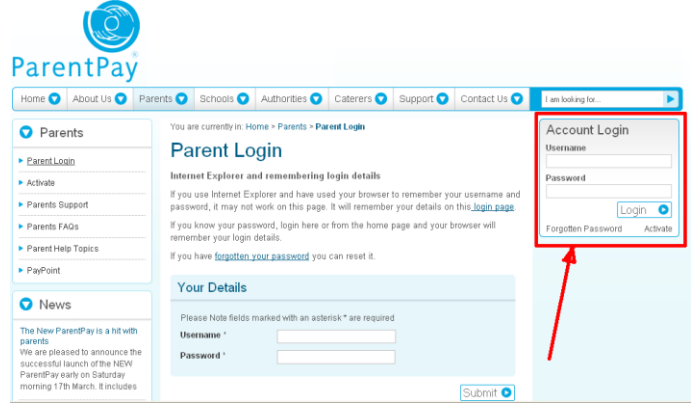 ParentPay
Home About Us Parents Schools Authorities Caterers Support Contact Us I am looking for...
Parents
Parent Login
Activate
Parents Support
Parents FAQs
Parent Help Topics
PayPoint
News
The New ParentPay is a hit with
parents
We are pleased to announce the
successful launch of the NEW
ParentPay early on Saturday
morning 17th March. It includes
You are currently in: Home > Parents > Parent Login
Parent Login
Internet Explorer and remembering login details
If you use Internet Explorer and have used your browser to remember your username and
password, it may not work on this page. It will remember your details on this login page.
If you know your password, login here or from the home page and your browser will
remember your login details.
If you have forgotten your password you can reset it.
Your Details
Please Note fields marked with an asterisk * are required
Username *
Password *
Submit
Account Login
Username
Password
Login
Forgotten Password Activate